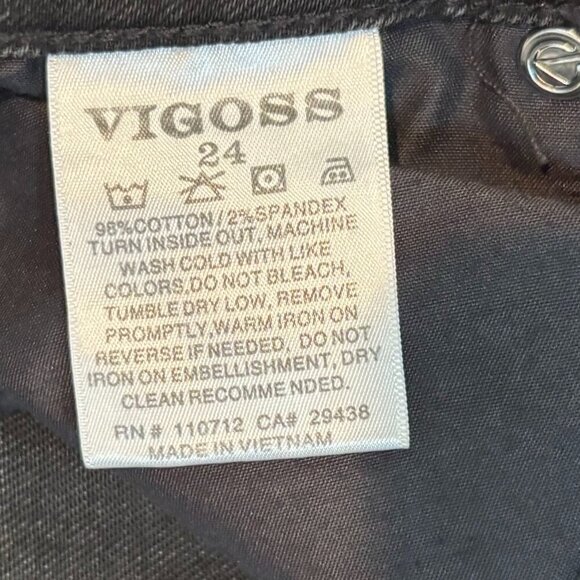 VIGOSS
24
98%COTTON/2%SPANDEX
TURN INSIDE OUT, MACHINE
WASH COLD WITH LIKE
COLORS,DO NOT BLEACH,
TUMBLE DRY LOW, REMOVE
PROMPTLY,WARM IRON ON
REVERSE IF NEEDED. DO NOT
IRON ON EMBELLISHMENT, DRY
CLEAN RECOMME NDED.
RN # 110712 CA# 29438
MADE IN VIETNAM